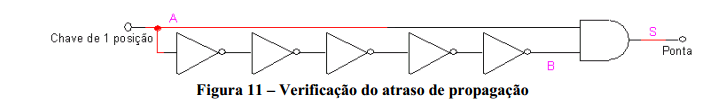 A
S
Chave de 1 posição
Ponta
B
Figura 11 – Verificação do atraso de propagação